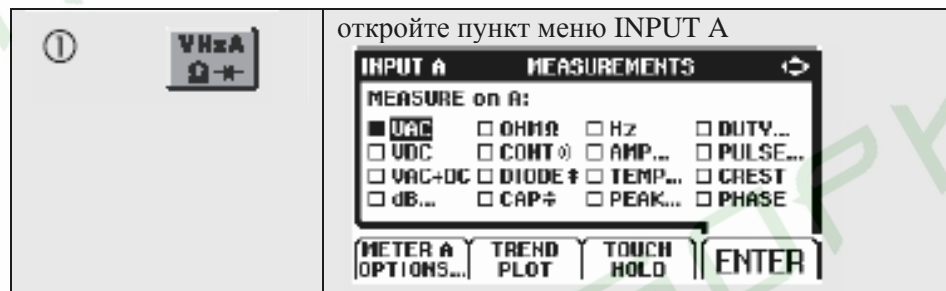 ①
VHzA
Ω
откройте пункт меню INPUT A
INPUT A MEASUREMENTS
MEASURE on A:
■ VAC □ OHM Ω □ Hz □ DUTY...
□ VDC □ CONT □ AMP... □ PULSE...
□ VAC+DC □ DIODE □ TEMP... □ CREST
□ dB... □ CAP □ PEAK... □ PHASE
METER A TREND TOUCH ENTER
OPTIONS... PLOT HOLD